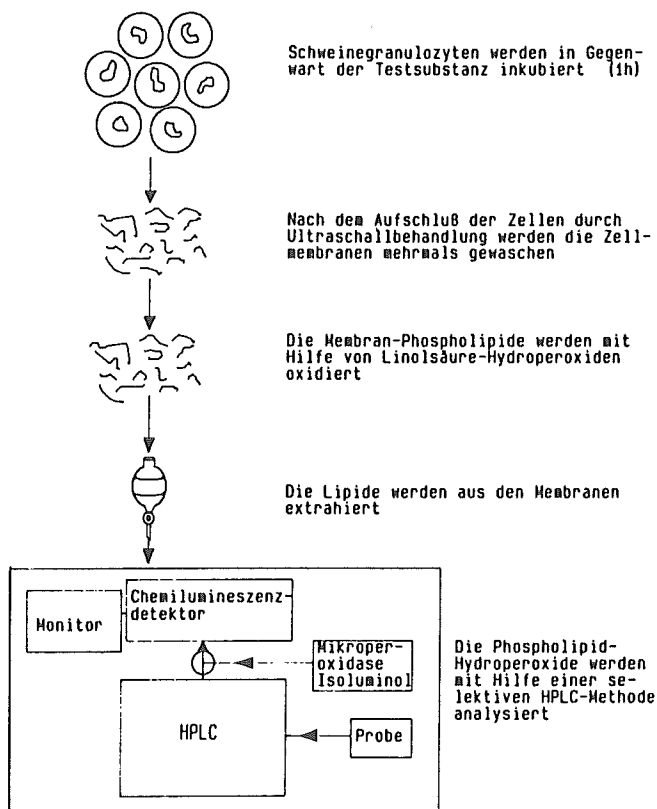 Schweinegranulozyten werden in Gegen-
wart der Testsubstanz inkubiert (1h)
Nach dem Aufschluß der Zellen durch
Ultraschallbehandlung werden die Zell-
membranen mehrmals gewaschen
Die Membran-Phospholipide werden mit
Hilfe von Linolsäure-Hydroperoxiden
oxidiert
Die Lipide werden aus den Membranen
extrahiert
Chemilumineszenz-
detektor
Monitor
Mikroper-
oxidase
Isoluminol
HPLC
Probe
Die Phospholipid-
Hydroperoxide werden
mit Hilfe einer se-
lektiven HPLC-Methode
analysiert